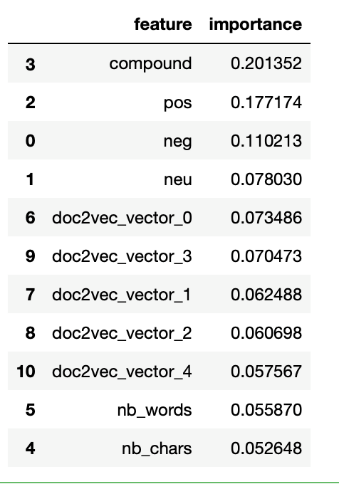 feature importance
3 compound 0.201352
2 pos 0.177174
0 neg 0.110213
1 neu 0.078030
6 doc2vec_vector_0 0.073486
9 doc2vec_vector_3 0.070473
7 doc2vec_vector_1 0.062488
8 doc2vec_vector_2 0.060698
10 doc2vec_vector_4 0.057567
5 nb_words 0.055870
4 nb_chars 0.052648